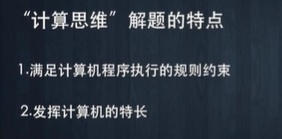 “计算思维”解题的特点
1.满足计算机程序执行的规则约束
2.发挥计算机的特长